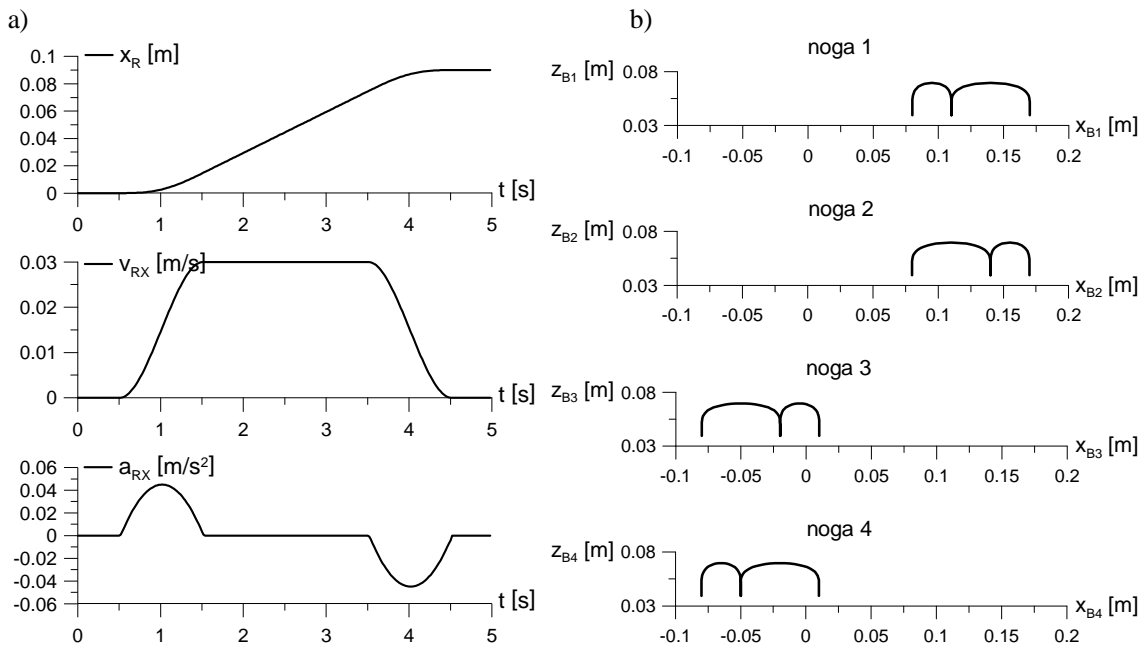 a)
x_R [m]
0.1
0.08
0.06
0.04
0.02
0
t [s]
0 1 2 3 4 5
v_RX [m/s]
0.03
0.02
0.01
0
t [s]
0 1 2 3 4 5
a_RX [m/s²]
0.06
0.04
0.02
0
-0.02
-0.04
-0.06
t [s]
0 1 2 3 4 5
b)
noga 1
z_B1 [m]
0.08
0.03
x_B1 [m]
-0.1 -0.05 0 0.05 0.1 0.15 0.2
noga 2
z_B2 [m]
0.08
0.03
x_B2 [m]
-0.1 -0.05 0 0.05 0.1 0.15 0.2
noga 3
z_B3 [m]
0.08
0.03
x_B3 [m]
-0.1 -0.05 0 0.05 0.1 0.15 0.2
noga 4
z_B4 [m]
0.08
0.03
x_B4 [m]
-0.1 -0.05 0 0.05 0.1 0.15 0.2